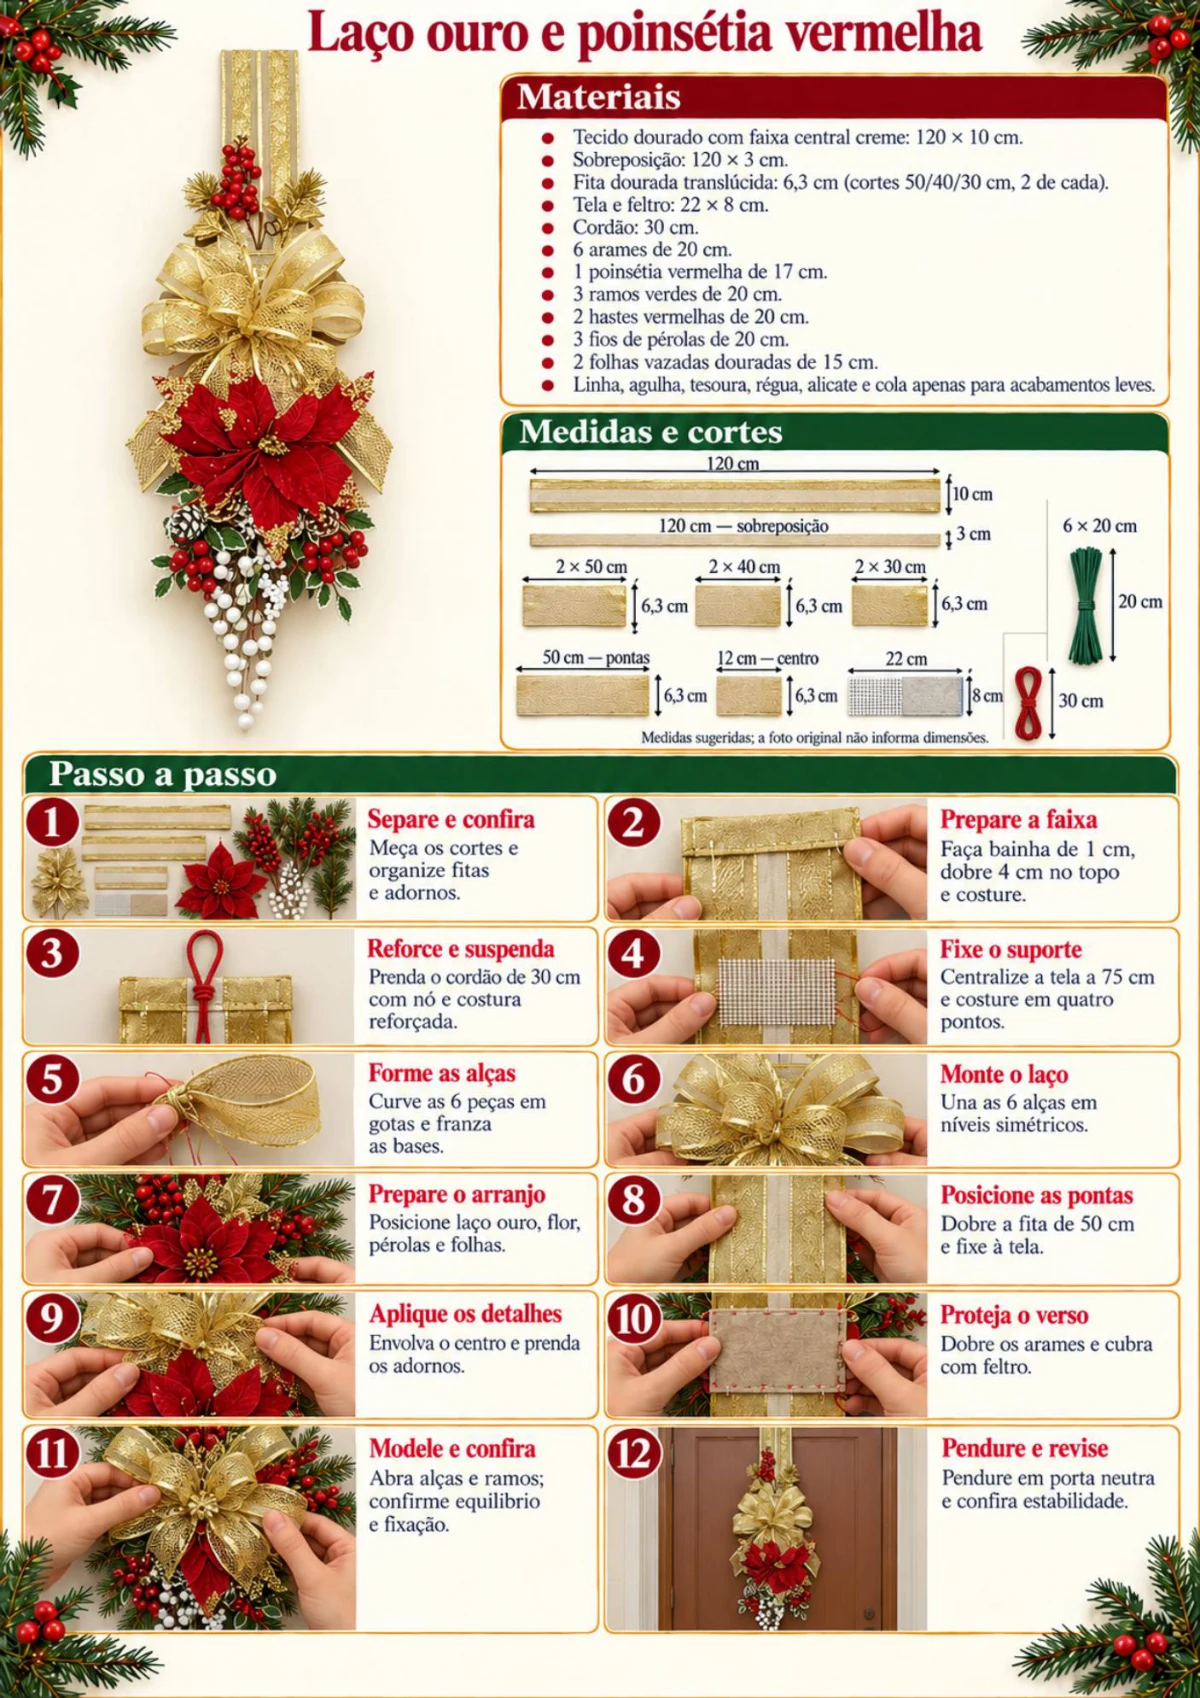 Laço ouro e poinsétia vermelha
Materiais
Tecido dourado com faixa central creme: 120 × 10 cm.
Sobreposição: 120 × 3 cm.
Fita dourada translúcida: 6,3 cm (cortes 50/40/30 cm, 2 de cada).
Tela e feltro: 22 × 8 cm.
Cordão: 30 cm.
6 arames de 20 cm.
1 poinsétia vermelha de 17 cm.
3 ramos verdes de 20 cm.
2 hastes vermelhas de 20 cm.
3 fios de pérolas de 20 cm.
2 folhas vazadas douradas de 15 cm.
Linha, agulha, tesoura, régua, alicate e cola apenas para acabamentos leves.
Medidas e cortes
120 cm
10 cm
120 cm — sobreposição
3 cm
6 × 20 cm
20 cm
2 × 50 cm
6,3 cm
2 × 40 cm
6,3 cm
2 × 30 cm
6,3 cm
50 cm — pontas
6,3 cm
12 cm — centro
6,3 cm
22 cm
8 cm
30 cm
Medidas sugeridas; a foto original não informa dimensões.
Passo a passo
1
Separe e confira
Meça os cortes e
organize fitas
e adornos.
2
Prepare a faixa
Faça bainha de 1 cm,
dobre 4 cm no topo
e costure.
3
Reforce e suspenda
Prenda o cordão de 30 cm
com nó e costura
reforçada.
4
Fixe o suporte
Centralize a tela a 75 cm
e costure em quatro
pontos.
5
Forme as alças
Curve as 6 peças em
gotas e franza
as bases.
6
Monte o laço
Una as 6 alças em
níveis simétricos.
7
Prepare o arranjo
Posicione laço ouro, flor,
pérolas e folhas.
8
Posicione as pontas
Dobre a fita de 50 cm
e fixe à tela.
9
Aplique os detalhes
Envolva o centro e prenda
os adornos.
10
Proteja o verso
Dobre os arames e cubra
com feltro.
11
Modele e confira
Abra alças e ramos;
confirme equilibrio
e fixação.
12
Pendure e revise
Pendure em porta neutra
e confira estabilidade.